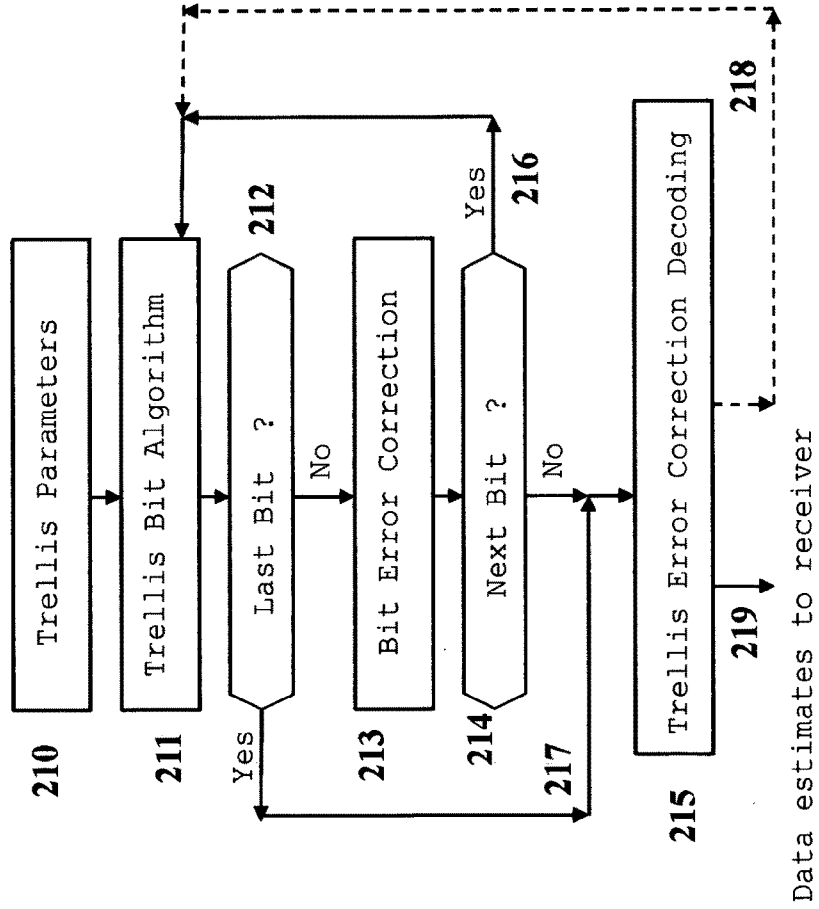 210
Trellis Parameters
211
Trellis Bit Algorithm
Yes
Last Bit ?
212
No
213
Bit Error Correction
214
Next Bit ?
Yes
216
No
217
215
Trellis Error Correction Decoding
218
219
Data estimates to receiver